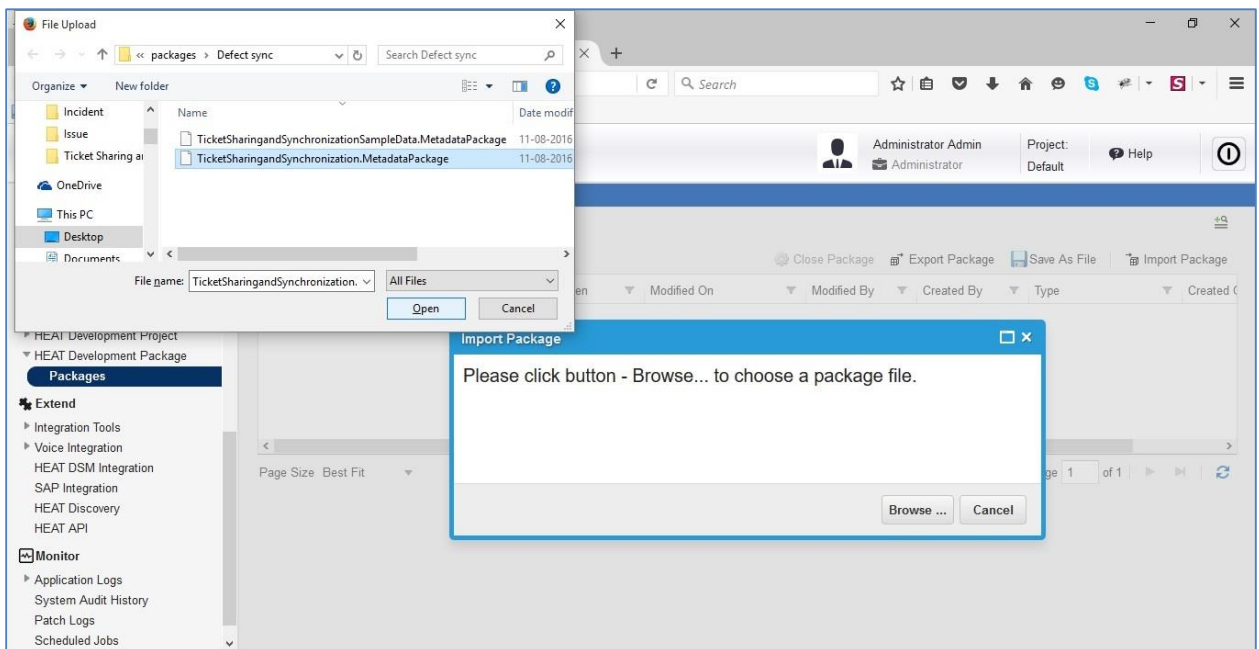 File Upload
« packages › Defect sync
Search Defect sync
Organize
New folder
Incident
Issue
Ticket Sharing
OneDrive
This PC
Desktop
Documents
Name
Date modif
TicketSharingandSynchronizationSampleData.MetadataPackage 11-08-2016
TicketSharingandSynchronization.MetadataPackage 11-08-2016
File name: TicketSharingandSynchronization.
All Files
Open
Cancel
Search
Administrator Admin
Administrator
Project:
Default
Help
Close Package
Export Package
Save As File
Import Package
en
Modified On
Modified By
Created By
Type
Created
HEAT Development Project
HEAT Development Package
Packages
Extend
Integration Tools
Voice Integration
HEAT DSM Integration
SAP Integration
HEAT Discovery
HEAT API
Monitor
Application Logs
System Audit History
Patch Logs
Scheduled Jobs
Import Package
Please click button - Browse... to choose a package file.
Browse ...
Cancel
Page Size Best Fit
ge 1 of 1